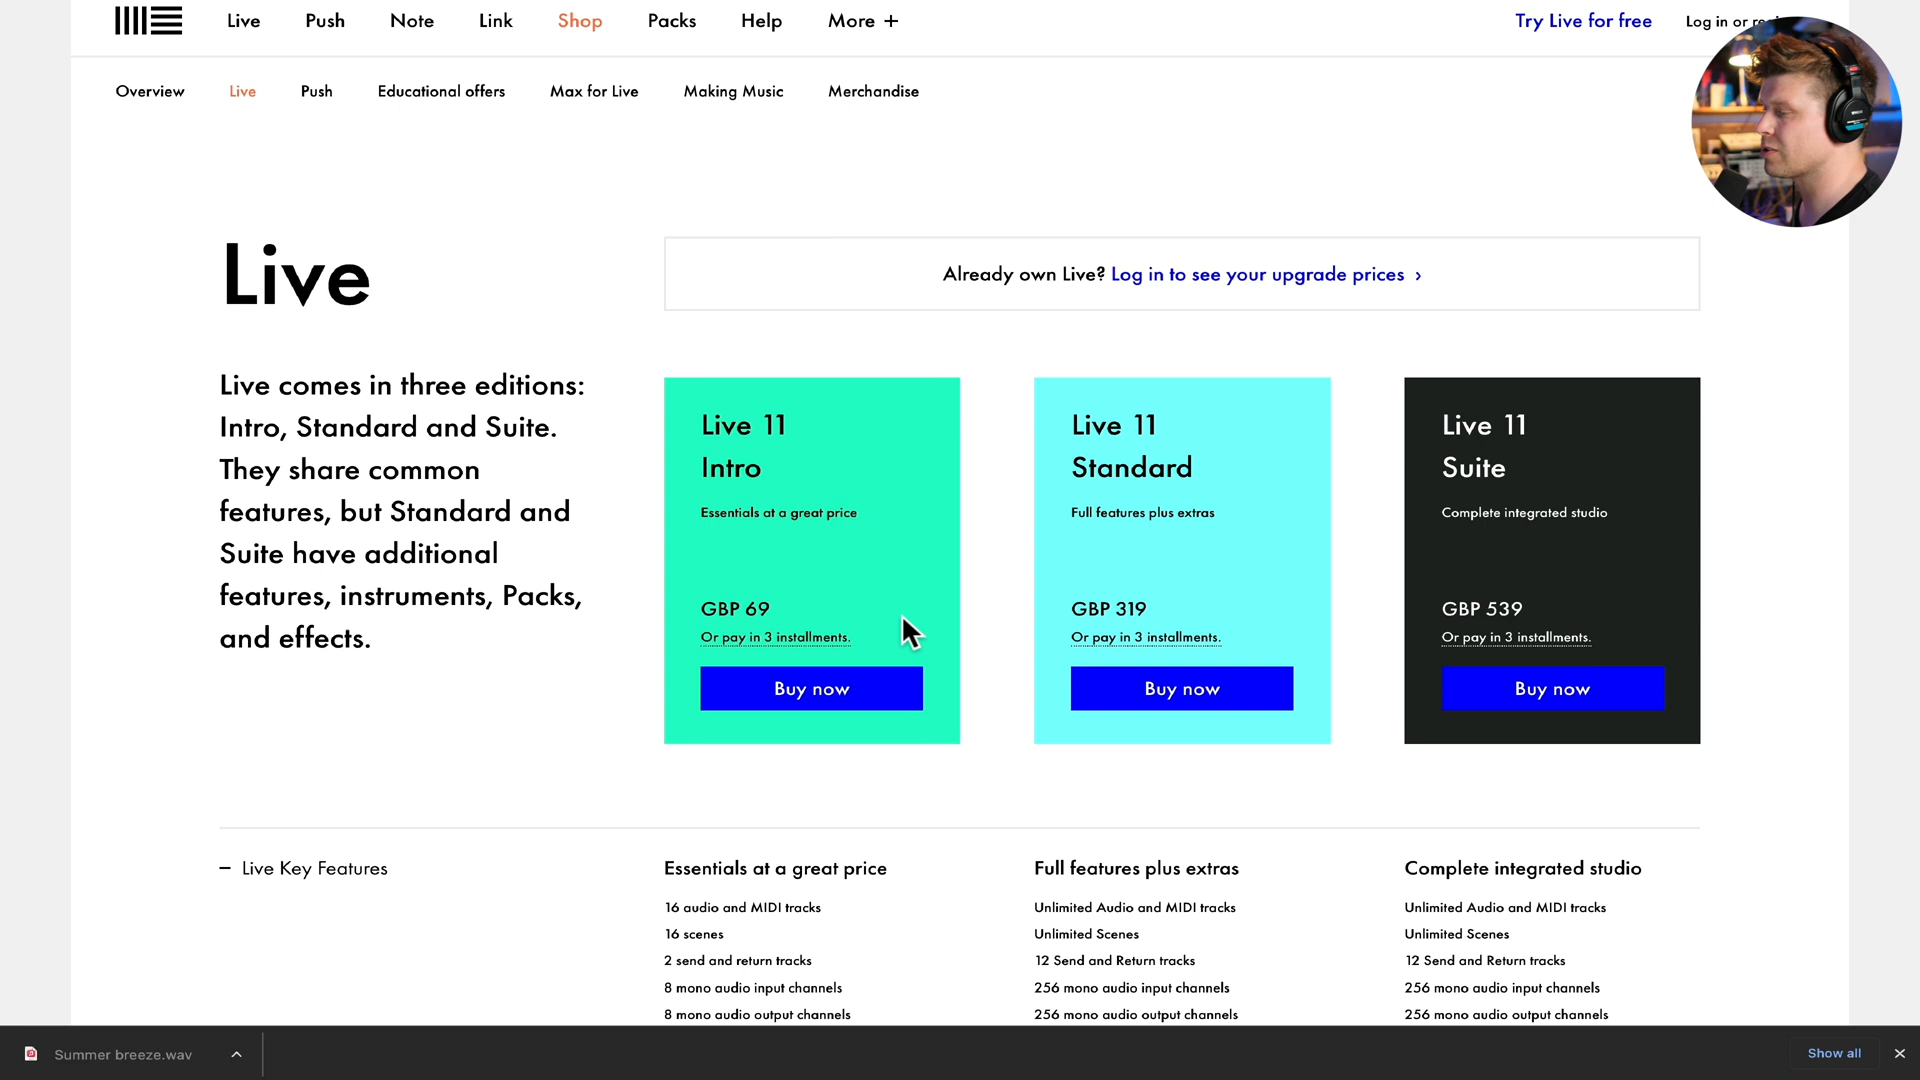 Live Push Note Link Shop Packs Help More + Try Live for free Log in or
Overview Live Push Educational offers Max for Live Making Music Merchandise
Live
Already own Live? Log in to see your upgrade prices ›
Live comes in three editions:
Intro, Standard and Suite.
They share common
features, but Standard and
Suite have additional
features, instruments, Packs,
and effects.
Live 11
Intro
Essentials at a great price
GBP 69
Or pay in 3 installments.
Buy now
Live 11
Standard
Full features plus extras
GBP 319
Or pay in 3 installments.
Buy now
Live 11
Suite
Complete integrated studio
GBP 539
Or pay in 3 installments.
Buy now
– Live Key Features
Essentials at a great price
16 audio and MIDI tracks
16 scenes
2 send and return tracks
8 mono audio input channels
8 mono audio output channels
Full features plus extras
Unlimited Audio and MIDI tracks
Unlimited Scenes
12 Send and Return tracks
256 mono audio input channels
256 mono audio output channels
Complete integrated studio
Unlimited Audio and MIDI tracks
Unlimited Scenes
12 Send and Return tracks
256 mono audio input channels
256 mono audio output channels
Summer breeze.wav
Show all